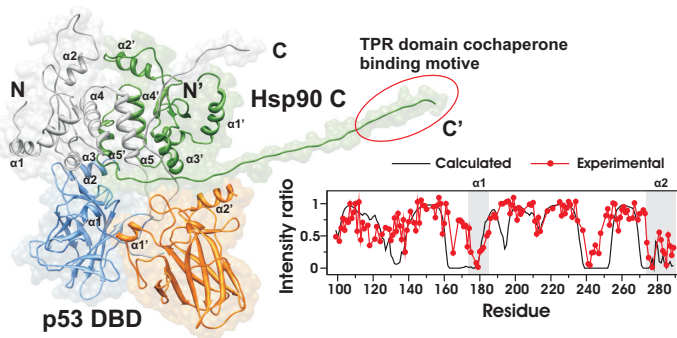 α2
α2'
C
TPR domain cochaperone
binding motive
N
N'
Hsp90 C
α4
α4'
α1'
C'
α1
α3
α5'
α5
α3'
α2
α1
α2'
α1'
p53 DBD
Calculated
Experimental
α1
α2
Intensity ratio
1
0.5
0
100
120
140
160
180
200
220
240
260
280
Residue